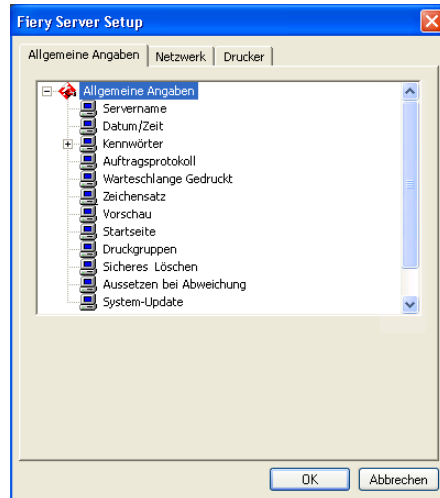 Fiery Server Setup
Allgemeine Angaben Netzwerk Drucker
Allgemeine Angaben
Servername
Datum/Zeit
Kennwörter
Auftragsprotokoll
Warteschlange Gedruckt
Zeichensatz
Vorschau
Startseite
Druckgruppen
Sicheres Löschen
Aussetzen bei Abweichung
System-Update
OK Abbrechen